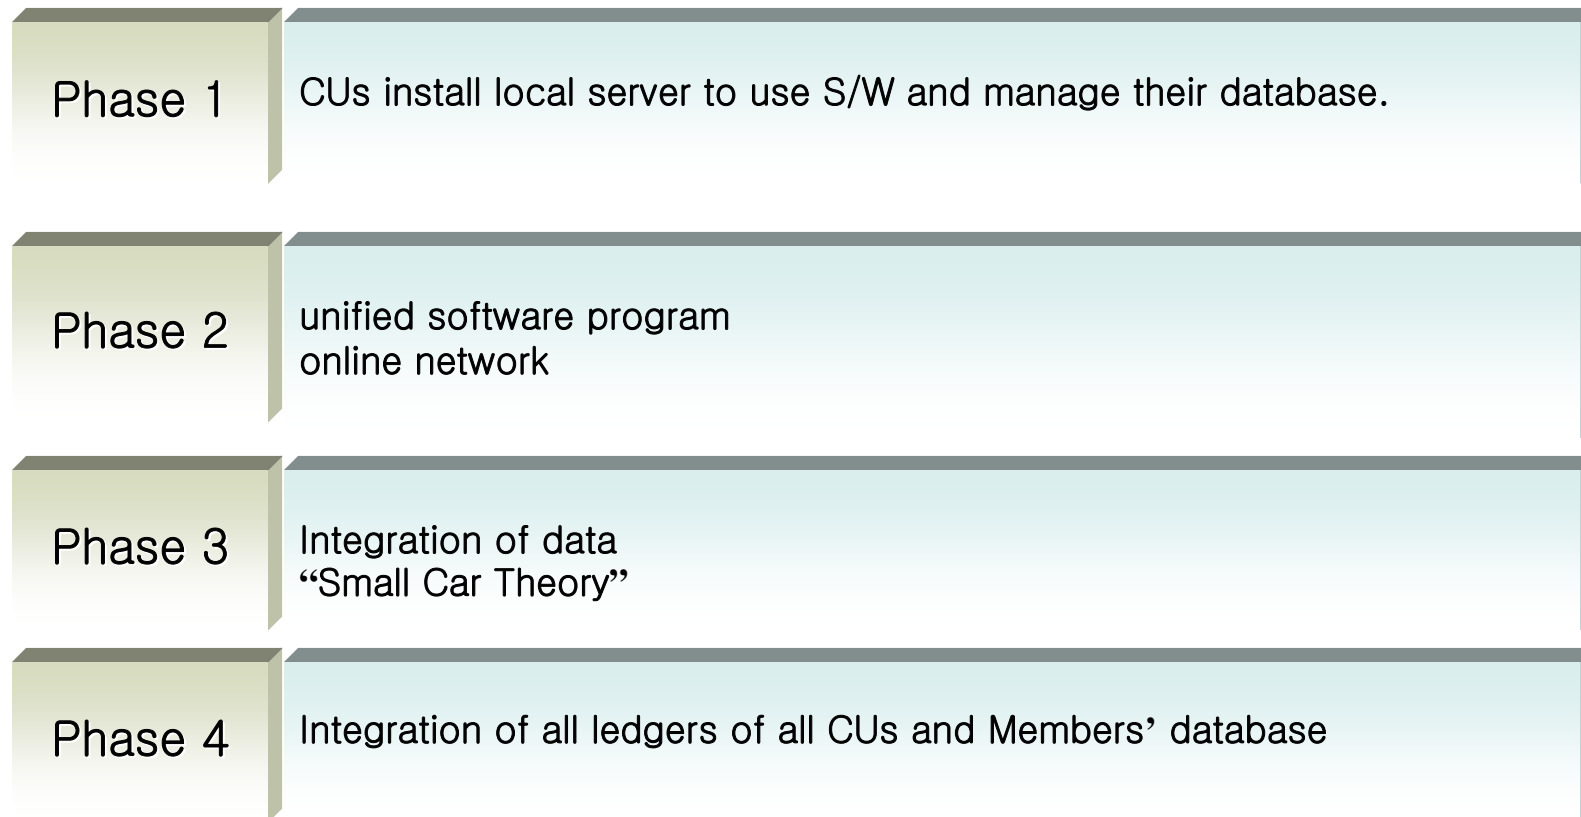 Phase 1
CUs install local server to use S/W and manage their database.
Phase 2
unified software program
online network
Phase 3
Integration of data
“Small Car Theory”
Phase 4
Integration of all ledgers of all CUs and Members’ database